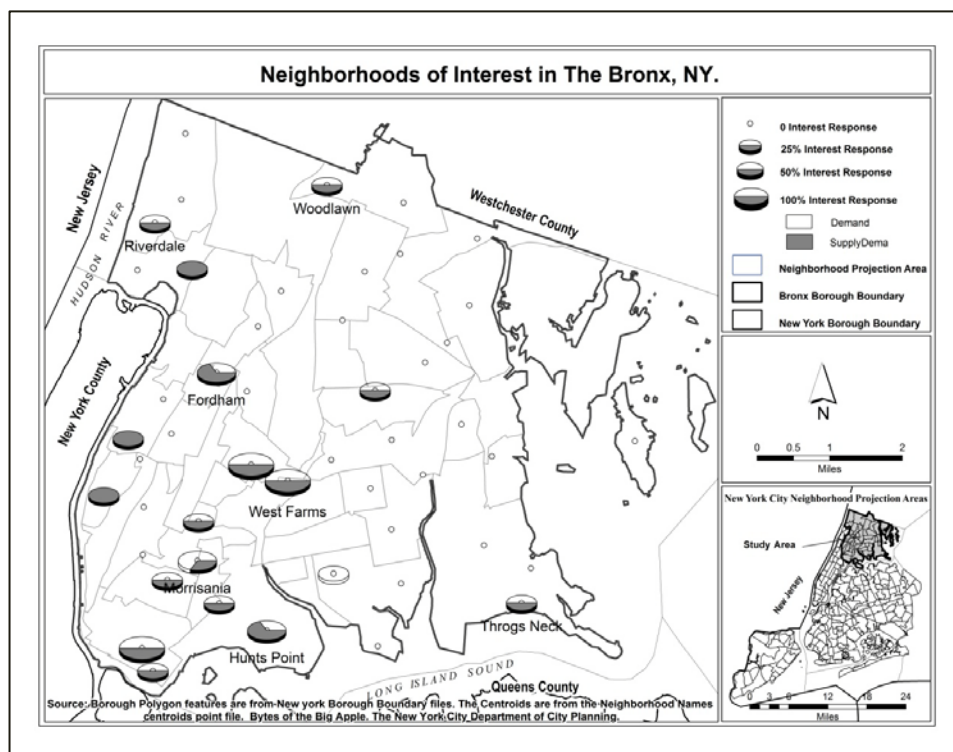 Neighborhoods of Interest in The Bronx, NY.
New Jersey
HUDSON RIVER
Woodlawn
Westchester County
Riverdale
New York County
Fordham
West Farms
Morrisania
Throgs Neck
Hunts Point
LONG ISLAND SOUND
Queens County
Source: Borough Polygon features are from New york Borough Boundary files. The Centroids are from the Neighborhood Names
centroids point file. Bytes of the Big Apple. The New York City Department of City Planning.
0 Interest Response
25% Interest Response
50% Interest Response
100% Interest Response
Demand
SupplyDema
Neighborhood Projection Area
Bronx Borough Boundary
New York Borough Boundary
N
0 0.5 1 2
Miles
New York City Neighborhood Projection Areas
Study Area
New Jersey
0 3 6 12 18 24
Miles